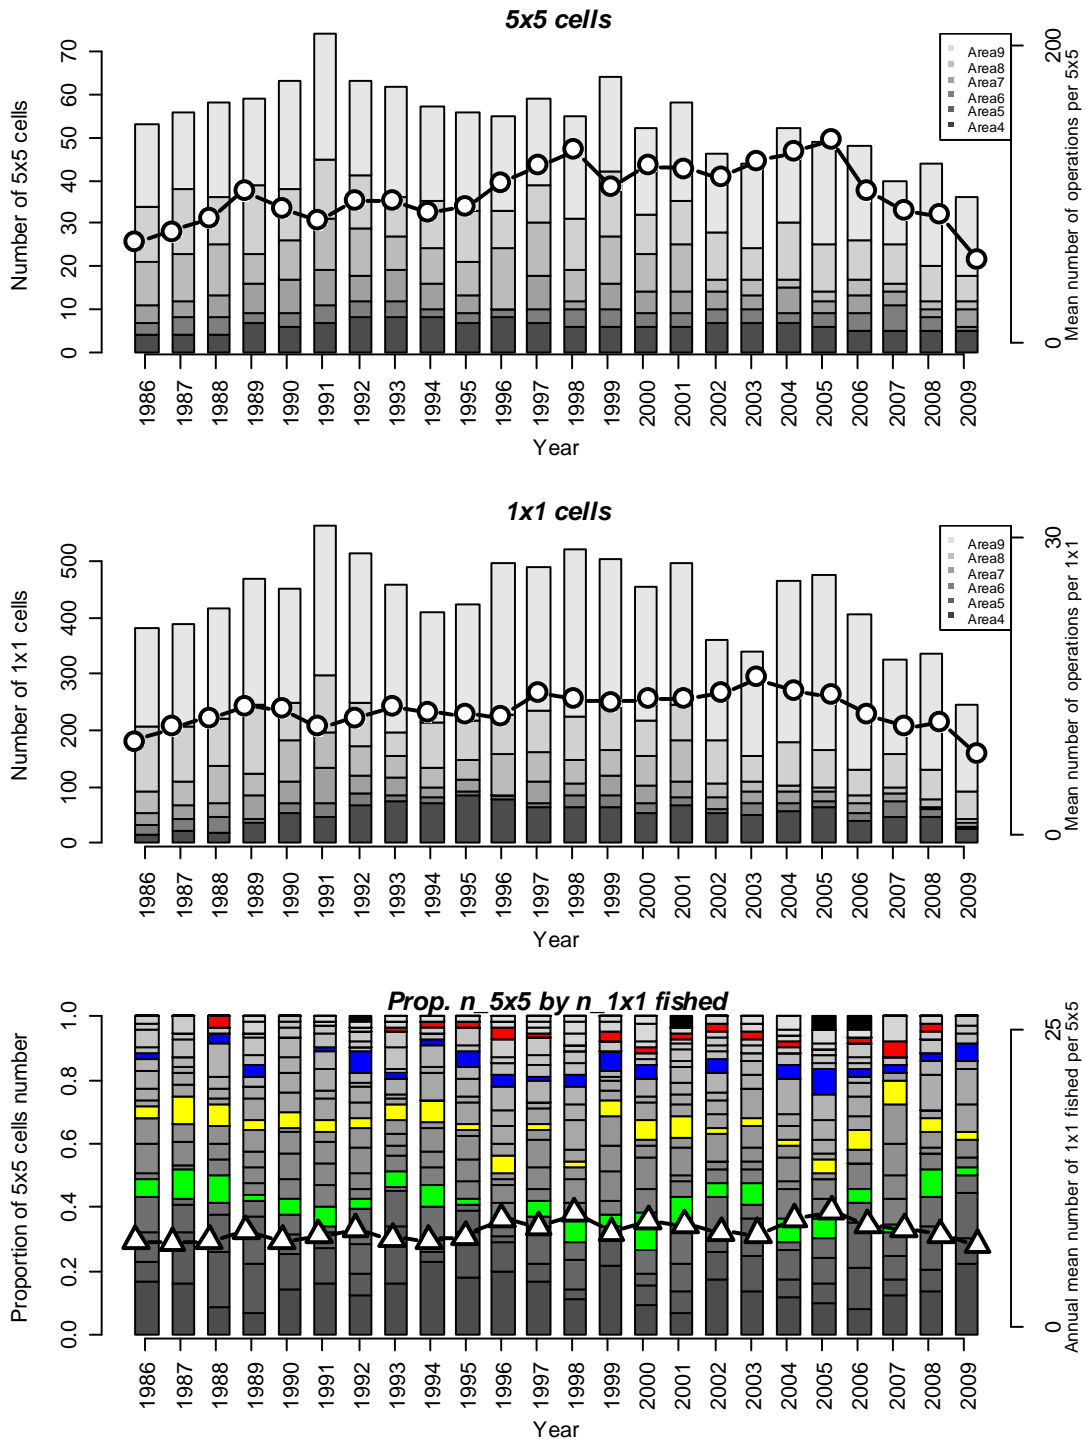 5x5 cells
Number of 5x5 cells
0 10 20 30 40 50 60 70
Area9
Area8
Area7
Area6
Area5
Area4
0 200
Mean number of operations per 5x5
1986 1987 1988 1989 1990 1991 1992 1993 1994 1995 1996 1997 1998 1999 2000 2001 2002 2003 2004 2005 2006 2007 2008 2009
Year
1x1 cells
Number of 1x1 cells
0 100 200 300 400 500
Area9
Area8
Area7
Area6
Area5
Area4
0 30
Mean number of operations per 1x1
1986 1987 1988 1989 1990 1991 1992 1993 1994 1995 1996 1997 1998 1999 2000 2001 2002 2003 2004 2005 2006 2007 2008 2009
Year
Prop. n_5x5 by n_1x1 fished
Proportion of 5x5 cells number
0.0 0.2 0.4 0.6 0.8 1.0
0 25
Annual mean number of 1x1 fished per 5x5
1986 1987 1988 1989 1990 1991 1992 1993 1994 1995 1996 1997 1998 1999 2000 2001 2002 2003 2004 2005 2006 2007 2008 2009
Year